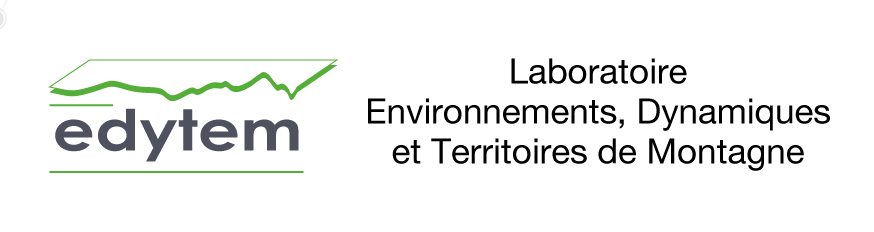 edytem
Laboratoire
Environnements, Dynamiques
et Territoires de Montagne